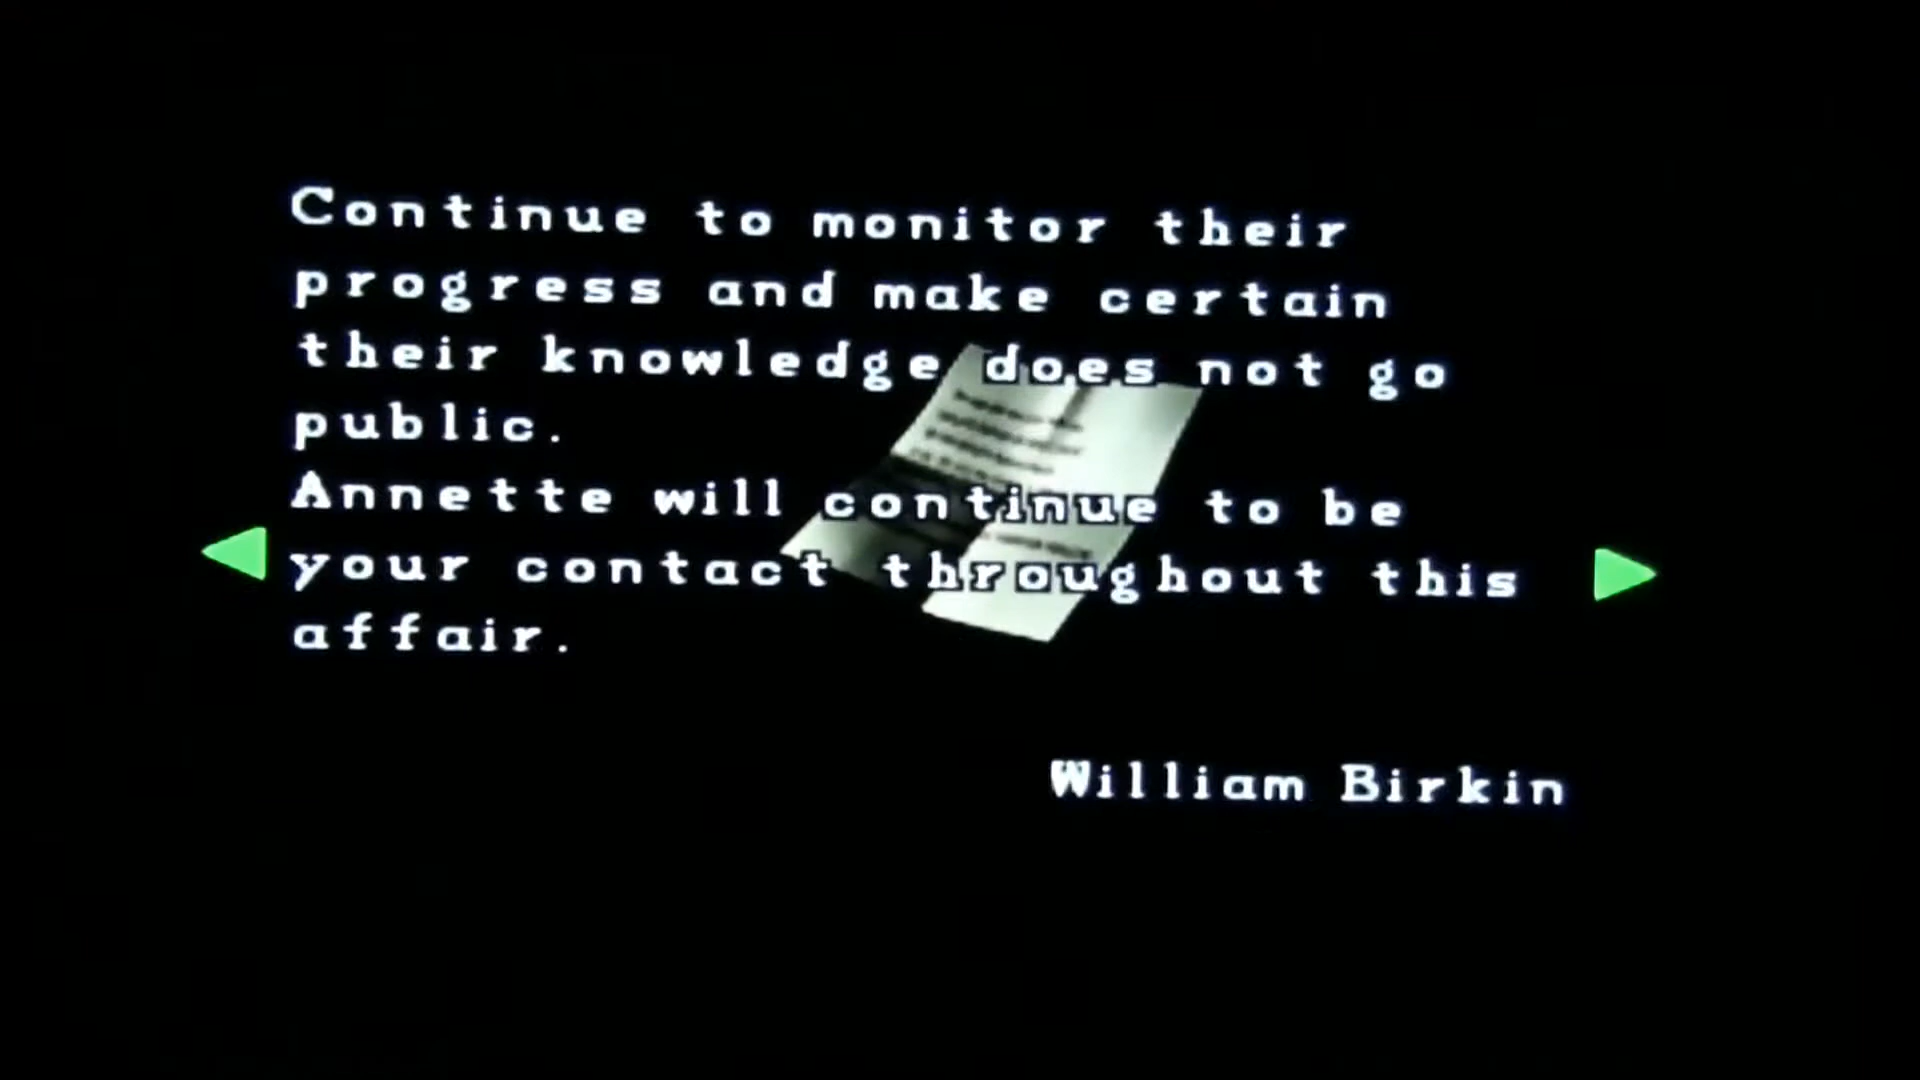 Continue to monitor their
progress and make certain
their knowledge does not go
public.
Annette will continue to be
your contact throughout this
affair.
William Birkin